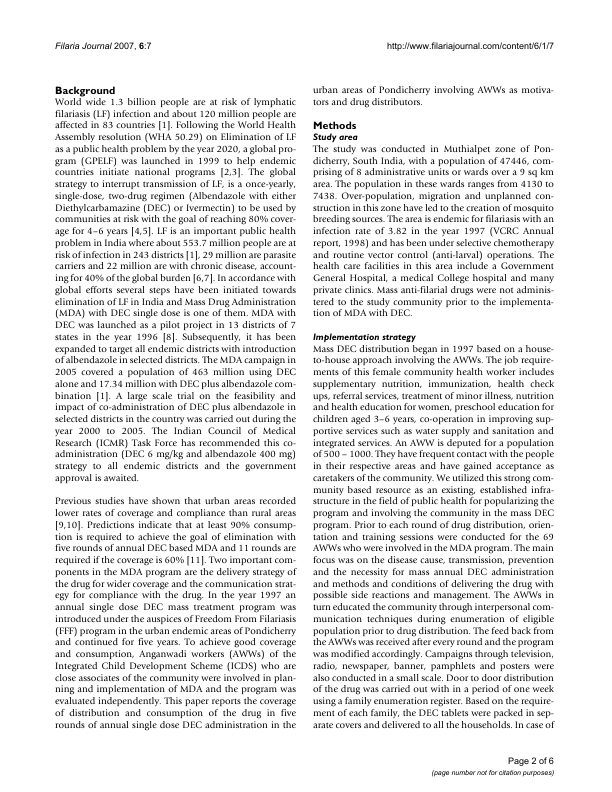 Filaria Journal 2007, 6:7
http://www.filariajournal.com/content/6/1/7
Background
World wide 1.3 billion people are at risk of lymphatic
filariasis (LF) infection and about 120 million people are
affected in 83 countries [1]. Following the World Health
Assembly resolution (WHA 50.29) on Elimination of LF
as a public health problem by the year 2020, a global pro-
gram (GPELF) was launched in 1999 to help endemic
countries initiate national programs [2,3]. The global
strategy to interrupt transmission of LF, is a once-yearly,
single-dose, two-drug regimen (Albendazole with either
Diethylcarbamazine (DEC) or Ivermectin) to be used by
communities at risk with the goal of reaching 80% cover-
age for 4–6 years [4,5]. LF is an important public health
problem in India where about 553.7 million people are at
risk of infection in 243 districts [1], 29 million are parasite
carriers and 22 million are with chronic disease, account-
ing for 40% of the global burden [6,7]. In accordance with
global efforts several steps have been initiated towards
elimination of LF in India and Mass Drug Administration
(MDA) with DEC single dose is one of them. MDA with
DEC was launched as a pilot project in 13 districts of 7
states in the year 1996 [8]. Subsequently, it has been
expanded to target all endemic districts with introduction
of albendazole in selected districts. The MDA campaign in
2005 covered a population of 463 million using DEC
alone and 17.34 million with DEC plus albendazole com-
bination [1]. A large scale trial on the feasibility and
impact of co-administration of DEC plus albendazole in
selected districts in the country was carried out during the
year 2000 to 2005. The Indian Council of Medical
Research (ICMR) Task Force has recommended this co-
administration (DEC 6 mg/kg and albendazole 400 mg)
strategy to all endemic districts and the government
approval is awaited.
Previous studies have shown that urban areas recorded
lower rates of coverage and compliance than rural areas
[9,10]. Predictions indicate that at least 90% consump-
tion is required to achieve the goal of elimination with
five rounds of annual DEC based MDA and 11 rounds are
required if the coverage is 60% [11]. Two important com-
ponents in the MDA program are the delivery strategy of
the drug for wider coverage and the communication strat-
egy for compliance with the drug. In the year 1997 an
annual single dose DEC mass treatment program was
introduced under the auspices of Freedom From Filariasis
(FFF) program in the urban endemic areas of Pondicherry
and continued for five years. To achieve good coverage
and consumption, Anganwadi workers (AWWs) of the
Integrated Child Development Scheme (ICDS) who are
close associates of the community were involved in plan-
ning and implementation of MDA and the program was
evaluated independently. This paper reports the coverage
of distribution and consumption of the drug in five
rounds of annual single dose DEC administration in the
urban areas of Pondicherry involving AWWs as motiva-
tors and drug distributors.
Methods
Study area
The study was conducted in Muthialpet zone of Pon-
dicherry, South India, with a population of 47446, com-
prising of 8 administrative units or wards over a 9 sq km
area. The population in these wards ranges from 4130 to
7438. Over-population, migration and unplanned con-
struction in this zone have led to the creation of mosquito
breeding sources. The area is endemic for filariasis with an
infection rate of 3.82 in the year 1997 (VCRC Annual
report, 1998) and has been under selective chemotherapy
and routine vector control (anti-larval) operations. The
health care facilities in this area include a Government
General Hospital, a medical College hospital and many
private clinics. Mass anti-filarial drugs were not adminis-
tered to the study community prior to the implementa-
tion of MDA with DEC.
Implementation strategy
Mass DEC distribution began in 1997 based on a house-
to-house approach involving the AWWs. The job require-
ments of this female community health worker includes
supplementary nutrition, immunization, health check
ups, referral services, treatment of minor illness, nutrition
and health education for women, preschool education for
children aged 3–6 years, co-operation in improving sup-
portive services such as water supply and sanitation and
integrated services. An AWW is deputed for a population
of 500 – 1000. They have frequent contact with the people
in their respective areas and have gained acceptance as
caretakers of the community. We utilized this strong com-
munity based resource as an existing, established infra-
structure in the field of public health for popularizing the
program and involving the community in the mass DEC
program. Prior to each round of drug distribution, orien-
tation and training sessions were conducted for the 69
AWWs who were involved in the MDA program. The main
focus was on the disease cause, transmission, prevention
and the necessity for mass annual DEC administration
and methods and conditions of delivering the drug with
possible side reactions and management. The AWWs in
turn educated the community through interpersonal com-
munication techniques during enumeration of eligible
population prior to drug distribution. The feed back from
the AWWs was received after every round and the program
was modified accordingly. Campaigns through television,
radio, newspaper, banner, pamphlets and posters were
also conducted in a small scale. Door to door distribution
of the drug was carried out with in a period of one week
using a family enumeration register. Based on the require-
ment of each family, the DEC tablets were packed in sep-
arate covers and delivered to all the households. In case of
Page 2 of 6
(page number not for citation purposes)